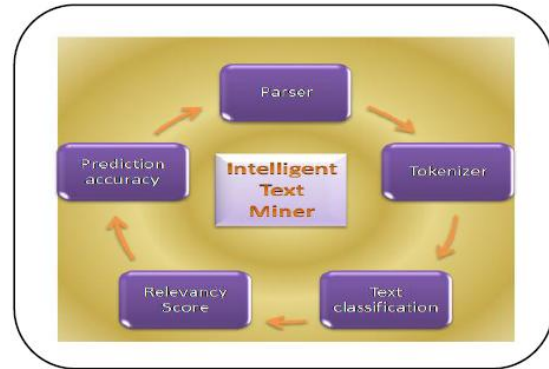 Parser
Tokenizer
Text
classification
Relevancy
Score
Prediction
accuracy
Intelligent
Text
Miner